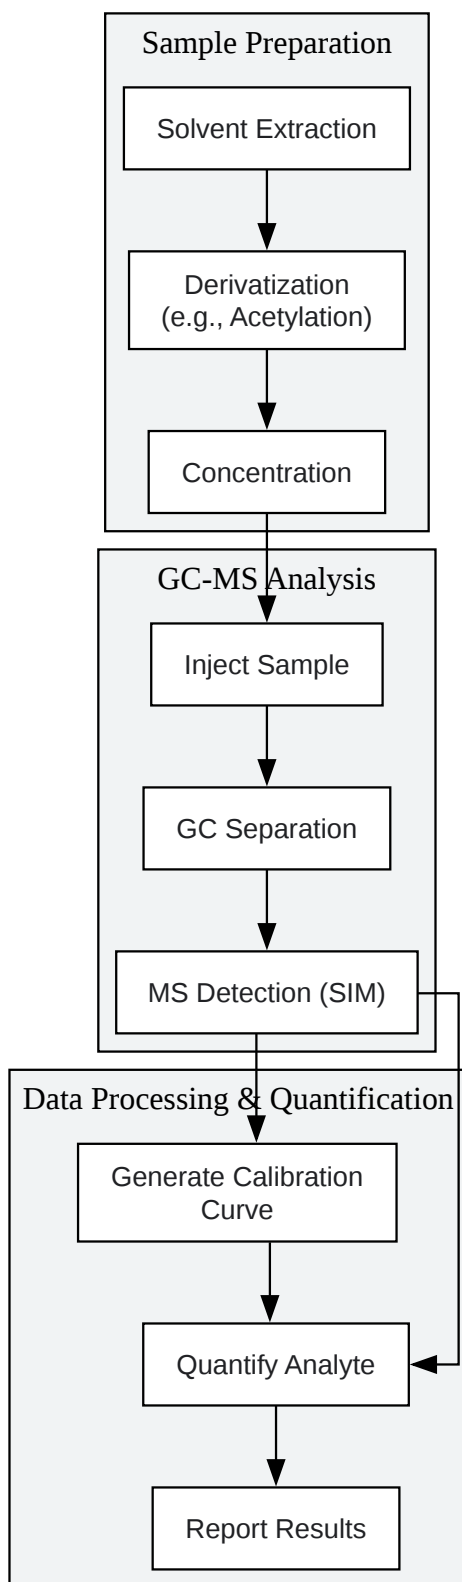 Sample Preparation
Solvent Extraction
Derivatization
(e.g., Acetylation)
Concentration
GC-MS Analysis
Inject Sample
GC Separation
MS Detection (SIM)
Data Processing & Quantification
Generate Calibration
Curve
Quantify Analyte
Report Results